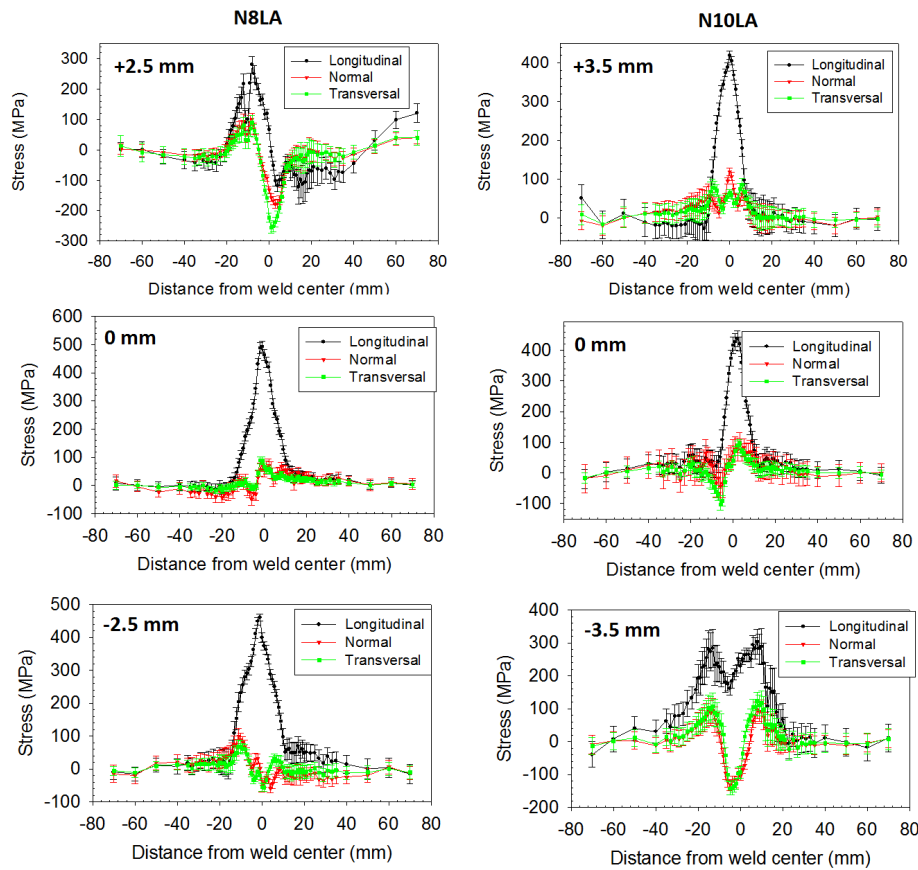 N8LA
N10LA
+2.5 mm
Longitudinal
Normal
Transversal
Stress (MPa)
300
200
100
0
-100
-200
-300
-80 -60 -40 -20 0 20 40 60 80
Distance from weld center (mm)
+3.5 mm
Longitudinal
Normal
Transversal
Stress (MPa)
400
300
200
100
0
-80 -60 -40 -20 0 20 40 60 80
Distance from weld center (mm)
0 mm
Longitudinal
Normal
Transversal
Stress (MPa)
600
500
400
300
200
100
0
-100
-80 -60 -40 -20 0 20 40 60 80
Distance from weld center (mm)
0 mm
Longitudinal
Normal
Transversal
Stress (MPa)
400
300
200
100
0
-100
-80 -60 -40 -20 0 20 40 60 80
Distance from weld center (mm)
-2.5 mm
Longitudinal
Normal
Transversal
Stress (MPa)
500
400
300
200
100
0
-100
-80 -60 -40 -20 0 20 40 60 80
Distance from weld center (mm)
-3.5 mm
Longitudinal
Normal
Transversal
Stress (MPa)
400
300
200
100
0
-100
-200
-80 -60 -40 -20 0 20 40 60 80
Distance from weld center (mm)